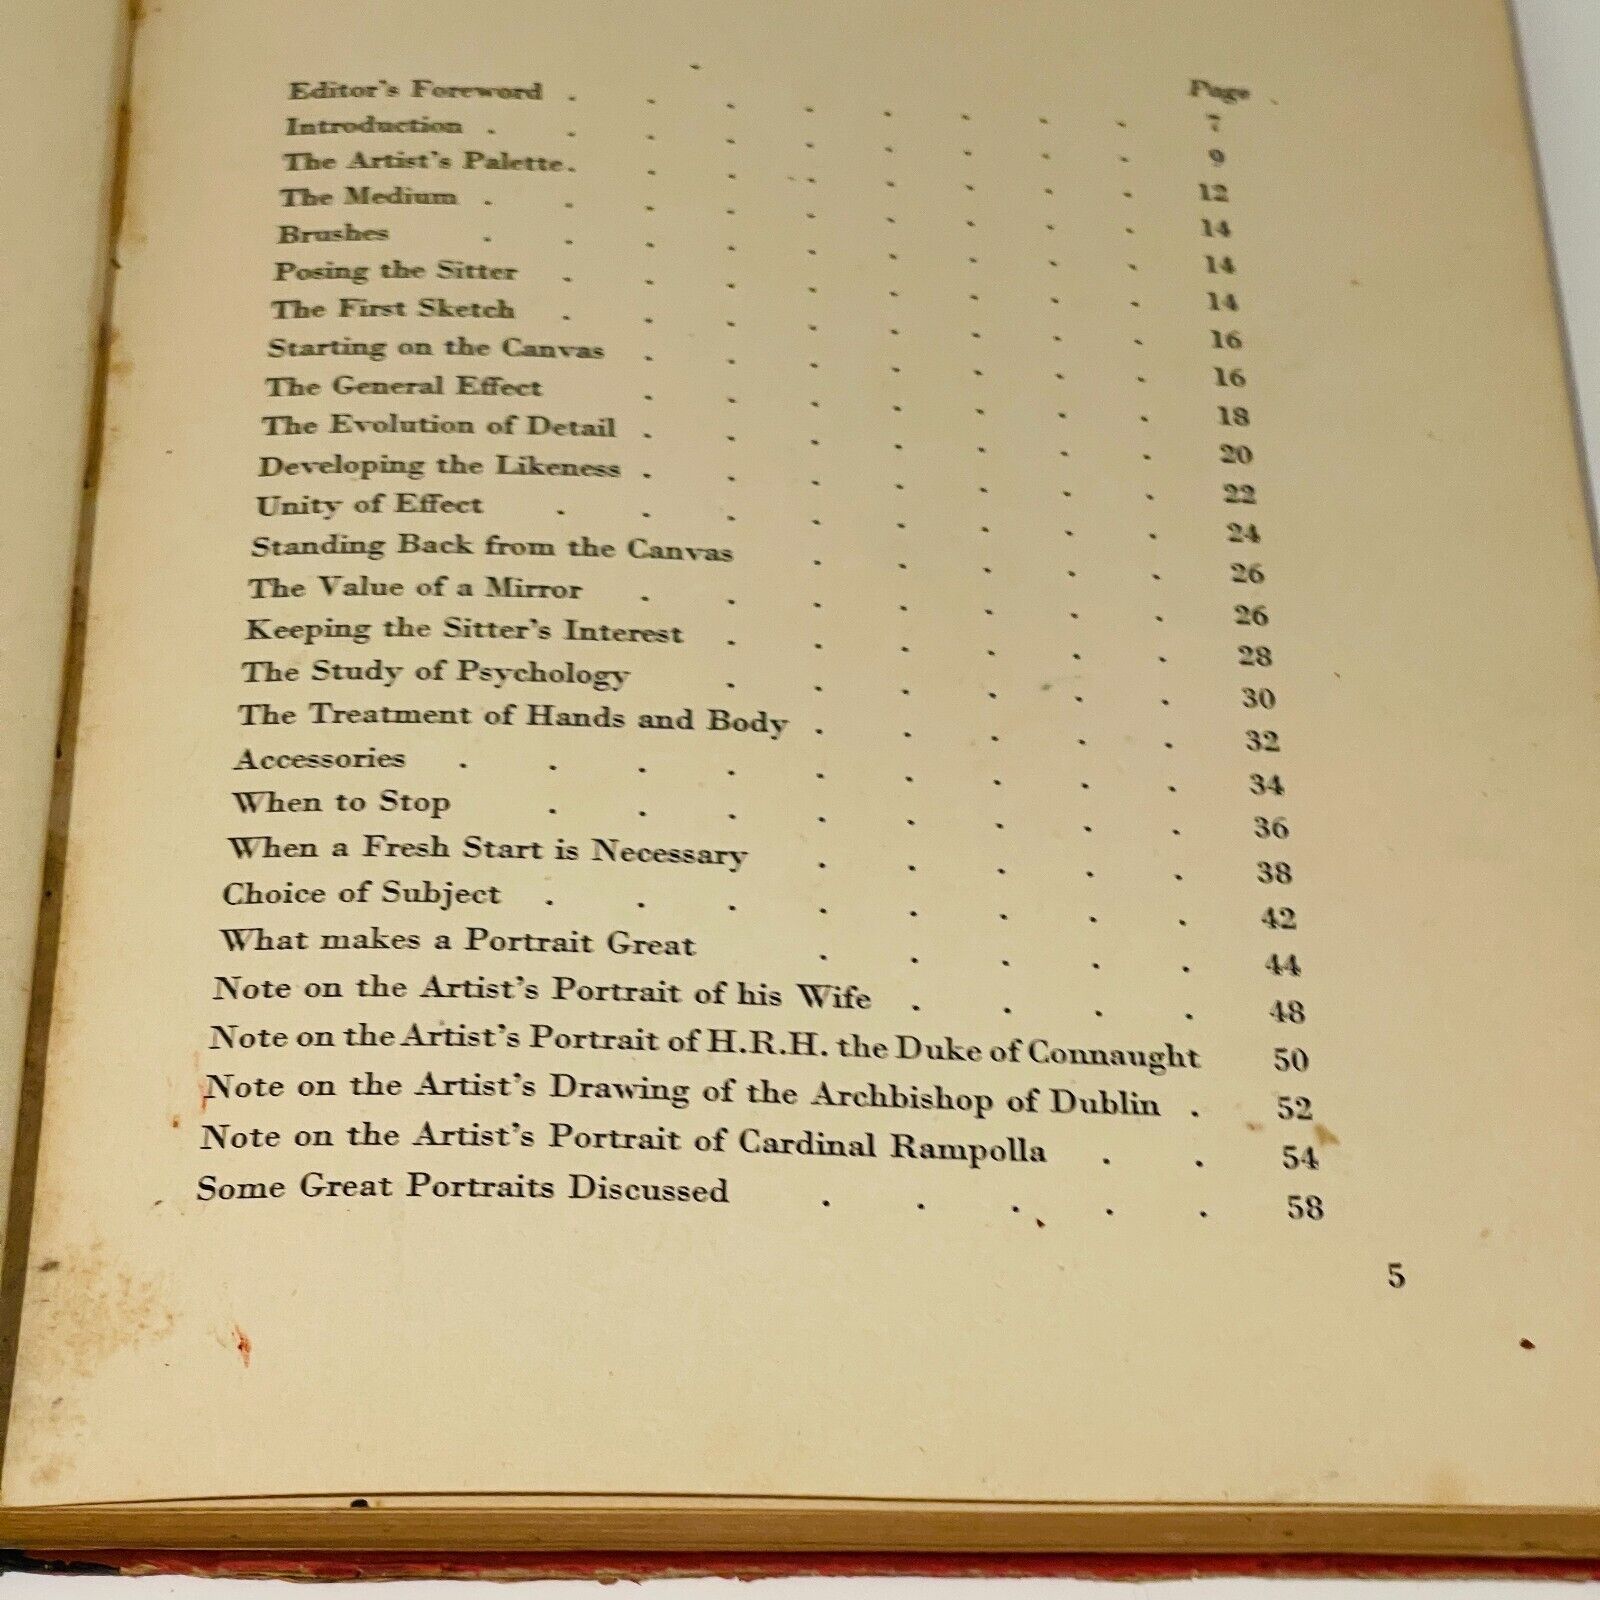 Page
Editor's Foreword . . . . . . . . 7
Introduction . . . . . . . . . 9
The Artist's Palette . . . . . . . . 12
The Medium . . . . . . . . . 14
Brushes . . . . . . . . . 14
Posing the Sitter . . . . . . . . 14
The First Sketch . . . . . . . . 16
Starting on the Canvas . . . . . . . 16
The General Effect . . . . . . . 18
The Evolution of Detail . . . . . . . 20
Developing the Likeness . . . . . . . 22
Unity of Effect . . . . . . . . 24
Standing Back from the Canvas . . . . . 26
The Value of a Mirror . . . . . . . 26
Keeping the Sitter's Interest . . . . . . 28
The Study of Psychology . . . . . . 30
The Treatment of Hands and Body . . . . . 32
Accessories . . . . . . . . . 34
When to Stop . . . . . . . . 36
When a Fresh Start is Necessary . . . . . 38
Choice of Subject . . . . . . . . 42
What makes a Portrait Great . . . . . 44
Note on the Artist's Portrait of his Wife . . . . 48
Note on the Artist's Portrait of H.R.H. the Duke of Connaught 50
Note on the Artist's Drawing of the Archbishop of Dublin . 52
Note on the Artist's Portrait of Cardinal Rampolla . . 54
Some Great Portraits Discussed . . . . . 58
5